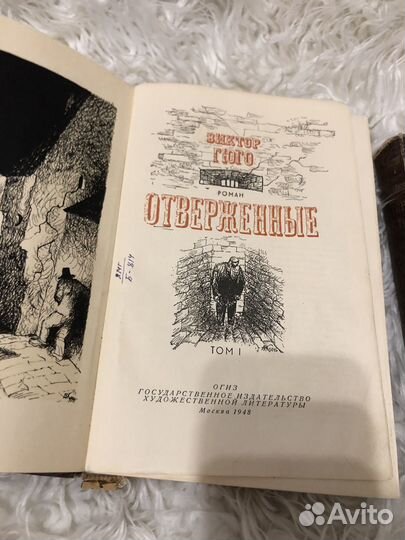 ВИКТОР
ГЮГО
РОМАН
ОТВЕРЖЕННЫЕ
ТОМ I
ОГИЗ
ГОСУДАРСТВЕННОЕ ИЗДАТЕЛЬСТВО
ХУДОЖЕСТВЕННОЙ ЛИТЕРАТУРЫ
Москва 1948
Avito